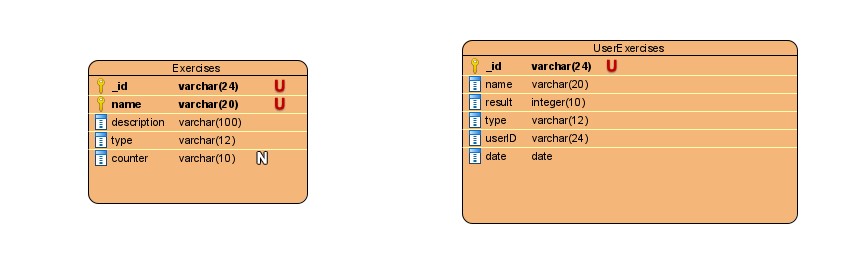 Exercises
_id varchar(24) U
name varchar(20) U
description varchar(100)
type varchar(12)
counter varchar(10) N
UserExercises
_id varchar(24) U
name varchar(20)
result integer(10)
type varchar(12)
userID varchar(24)
date date